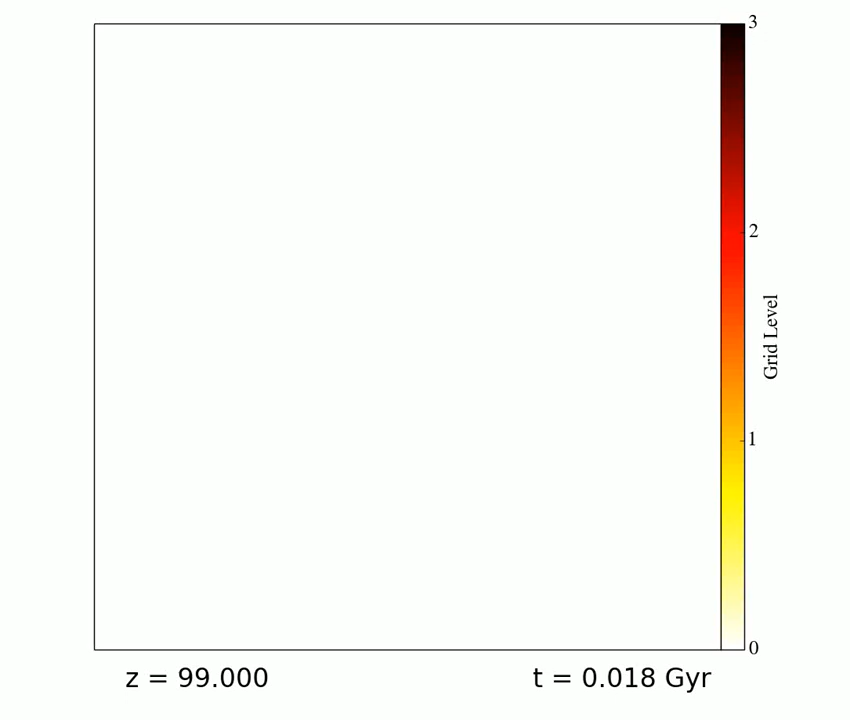 3
2
Grid Level
1
0
z = 99.000
t = 0.018 Gyr